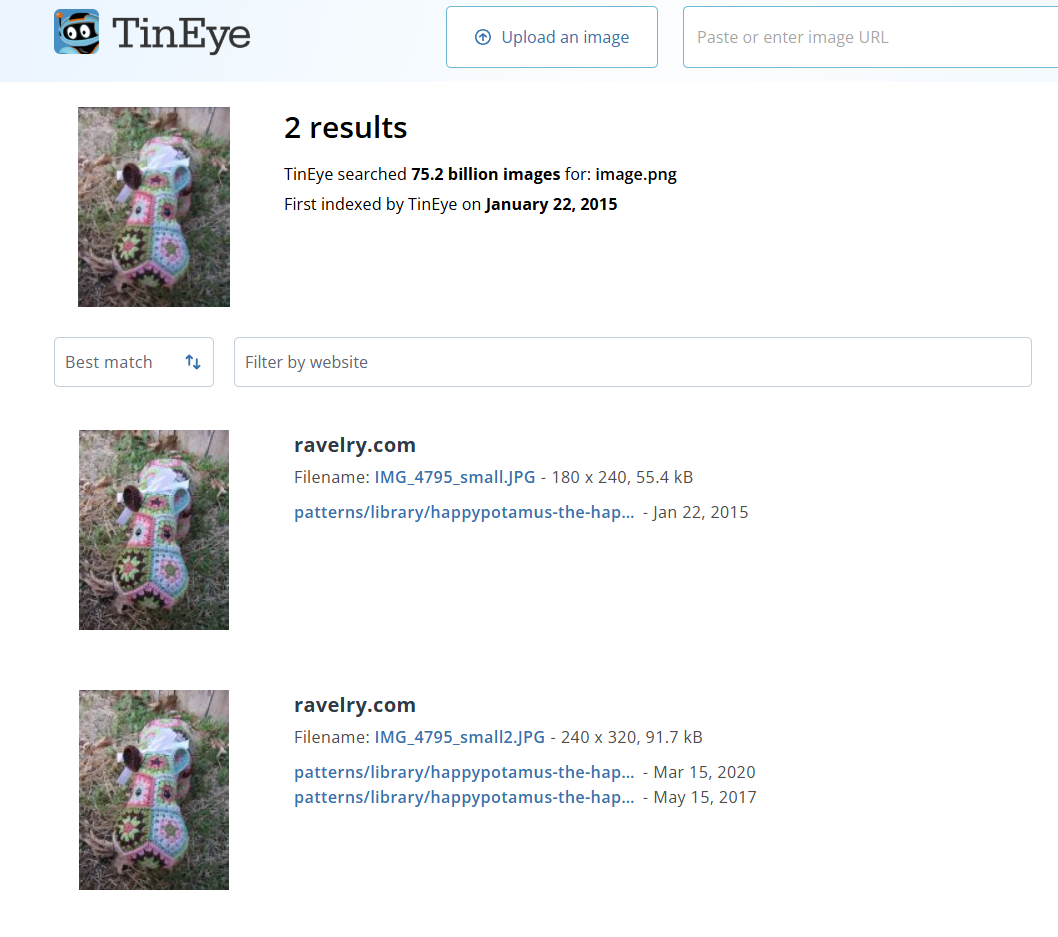 TinEye
Upload an image
Paste or enter image URL
2 results
TinEye searched 75.2 billion images for: image.png
First indexed by TinEye on January 22, 2015
Best match
Filter by website
ravelry.com
Filename: IMG_4795_small.JPG - 180 x 240, 55.4 kB
patterns/library/happypotamus-the-hap... - Jan 22, 2015
ravelry.com
Filename: IMG_4795_small2.JPG - 240 x 320, 91.7 kB
patterns/library/happypotamus-the-hap... - Mar 15, 2020
patterns/library/happypotamus-the-hap... - May 15, 2017